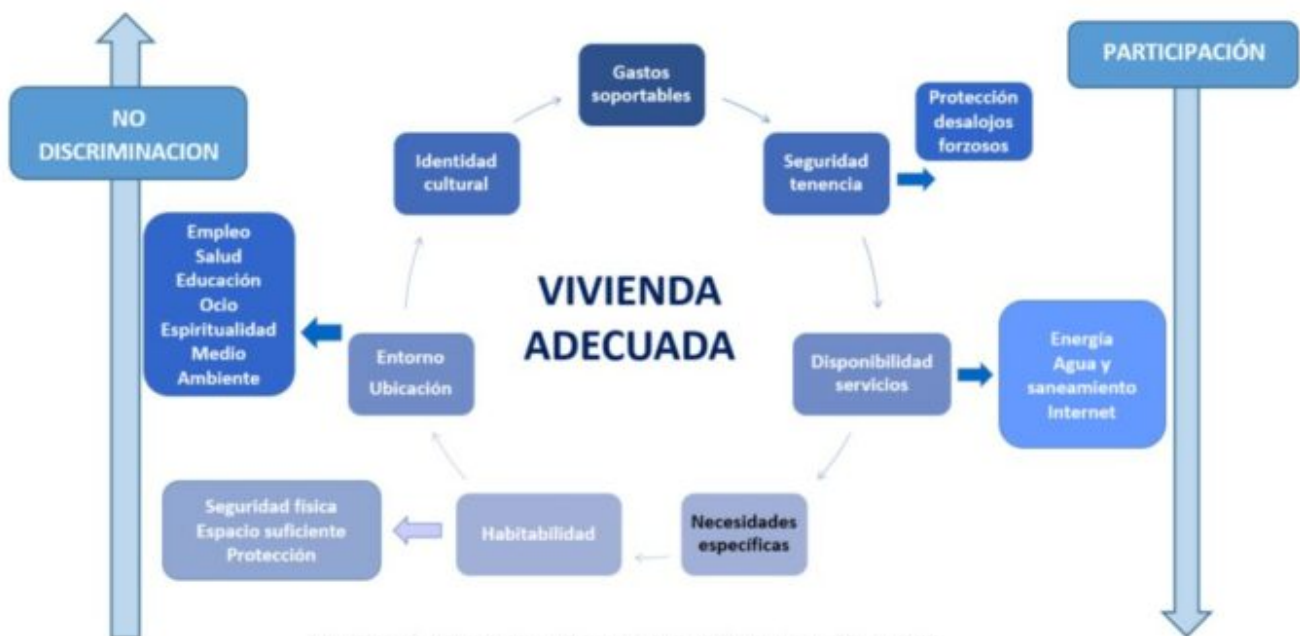 NO
DISCRIMINACION
PARTICIPACIÓN
Gastos
soportables
Protección
desalojos
forzosos
Identidad
cultural
Seguridad
tenencia
Empleo
Salud
Educación
Ocio
Espiritualidad
Medio
Ambiente
VIVIENDA
ADECUADA
Entorno
Ubicación
Disponibilidad
servicios
Energía
Agua y
saneamiento
Internet
Seguridad física
Espacio suficiente
Protección
Habitabilidad
Necesidades
específicas